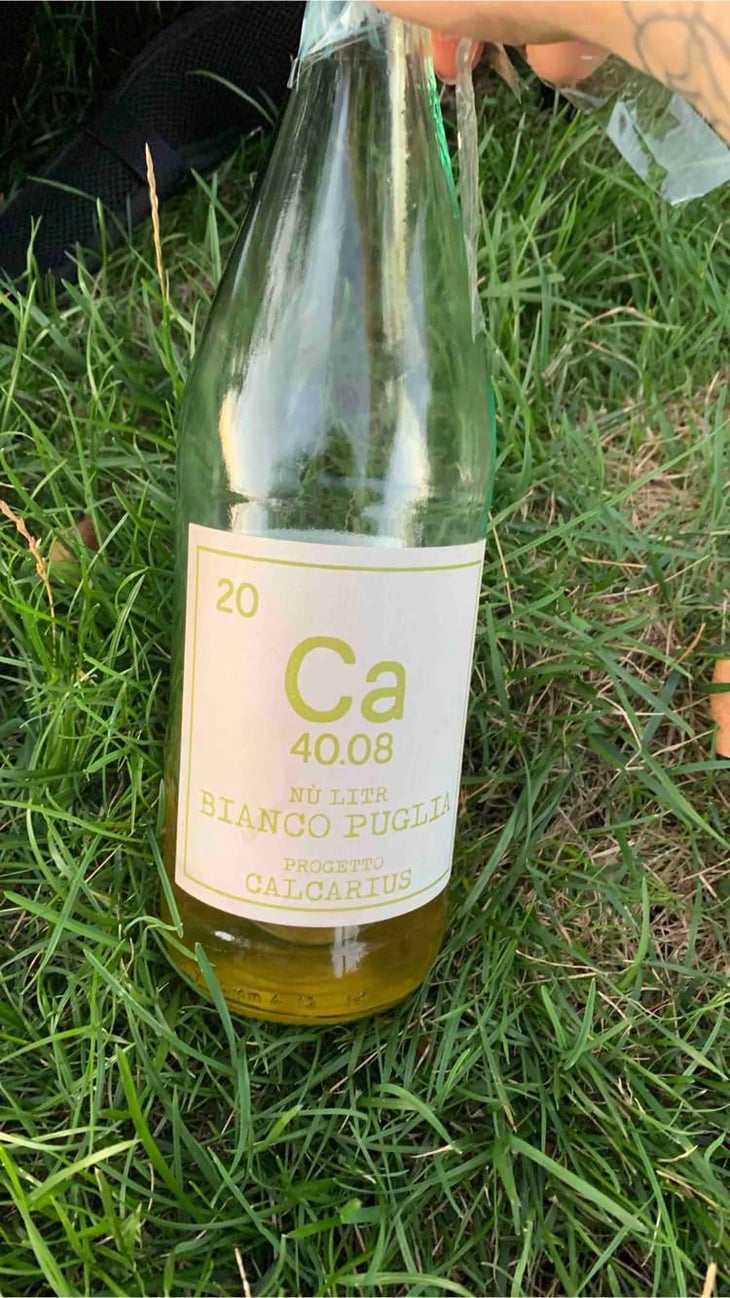 20
Ca
40.08
NÙ LITR
BIANCO PUGLIA
PROGETTO
CALCARIUS